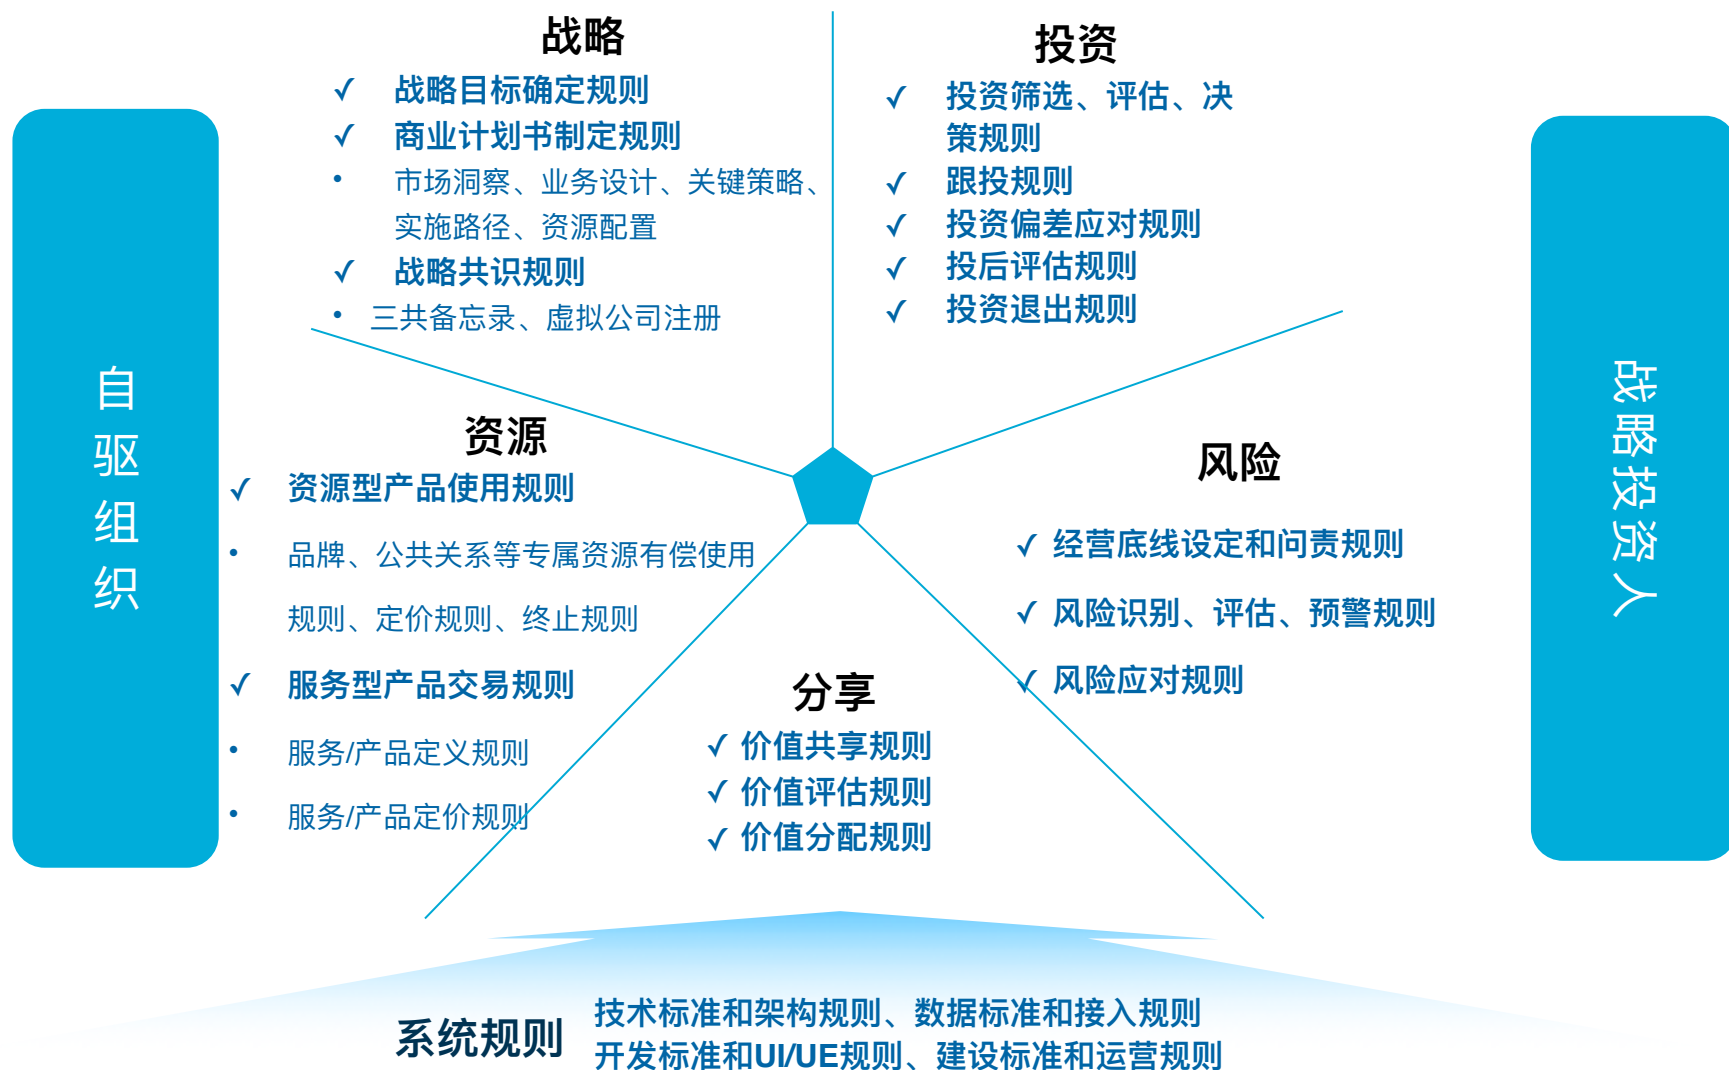 战略
✓ 战略目标确定规则
✓ 商业计划书制定规则
• 市场洞察、业务设计、关键策略、
实施路径、资源配置
✓ 战略共识规则
• 三共备忘录、虚拟公司注册
投资
✓ 投资筛选、评估、决
策规则
✓ 跟投规则
✓ 投资偏差应对规则
✓ 投后评估规则
✓ 投资退出规则
自驱组织
资源
✓ 资源型产品使用规则
• 品牌、公共关系等专属资源有偿使用
规则、定价规则、终止规则
✓ 服务型产品交易规则
• 服务/产品定义规则
• 服务/产品定价规则
风险
✓ 经营底线设定和问责规则
✓ 风险识别、评估、预警规则
✓ 风险应对规则
战略投资人
分享
✓ 价值共享规则
✓ 价值评估规则
✓ 价值分配规则
系统规则
技术标准和架构规则、数据标准和接入规则
开发标准和UI/UE规则、建设标准和运营规则